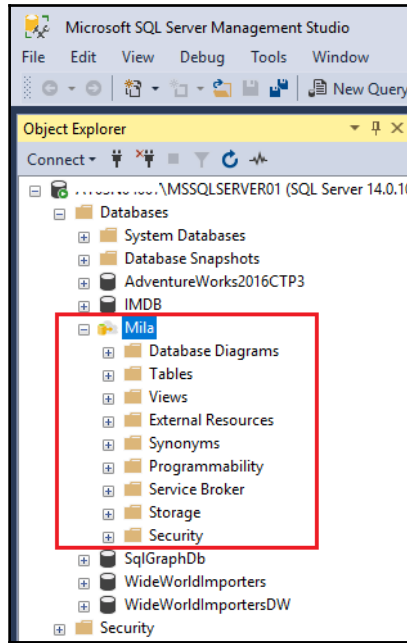 Microsoft SQL Server Management Studio
File Edit View Debug Tools Window
New Query
Object Explorer
Connect
\MSSQLSERVER01 (SQL Server 14.0.10
Databases
System Databases
Database Snapshots
AdventureWorks2016CTP3
IMDB
Mila
Database Diagrams
Tables
Views
External Resources
Synonyms
Programmability
Service Broker
Storage
Security
SqlGraphDb
WideWorldImporters
WideWorldImportersDW
Security